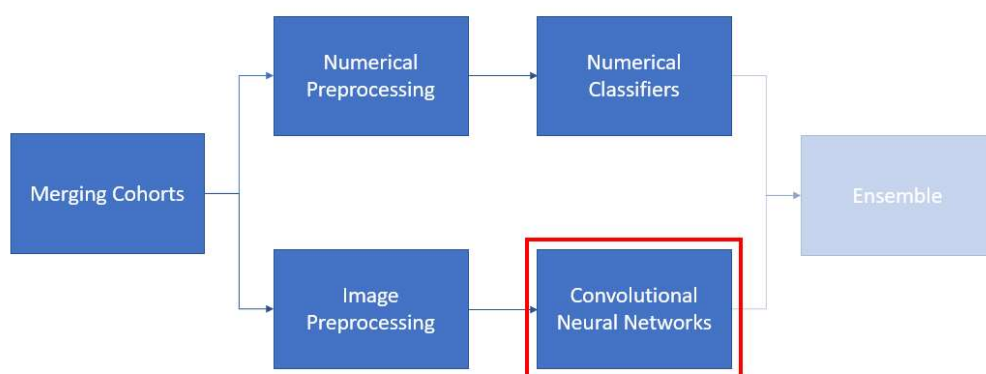 Numerical
Preprocessing
Numerical
Classifiers
Merging Cohorts
Ensemble
Image
Preprocessing
Convolutional
Neural Networks